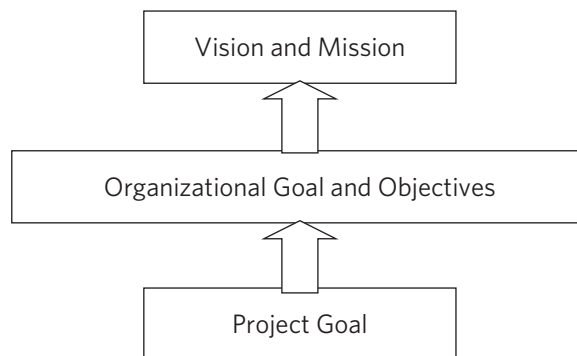 Vision and Mission
Organizational Goal and Objectives
Project Goal